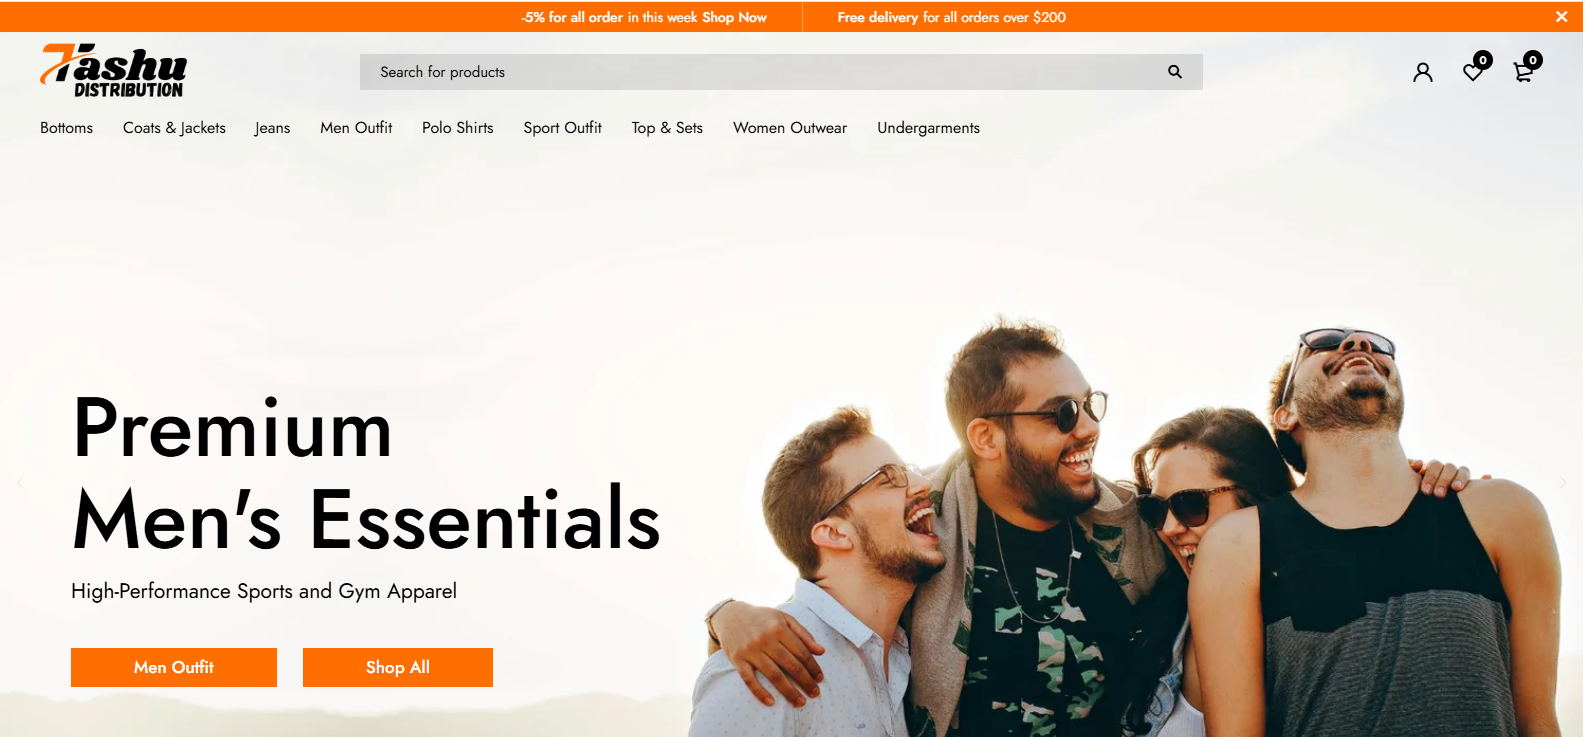 -5% for all order in this week Shop Now
Free delivery for all orders over $200
Tashu
DISTRIBUTION
Search for products
0
0
Bottoms
Coats & Jackets
Jeans
Men Outfit
Polo Shirts
Sport Outfit
Top & Sets
Women Outwear
Undergarments
Premium
Men's Essentials
High-Performance Sports and Gym Apparel
Men Outfit
Shop All